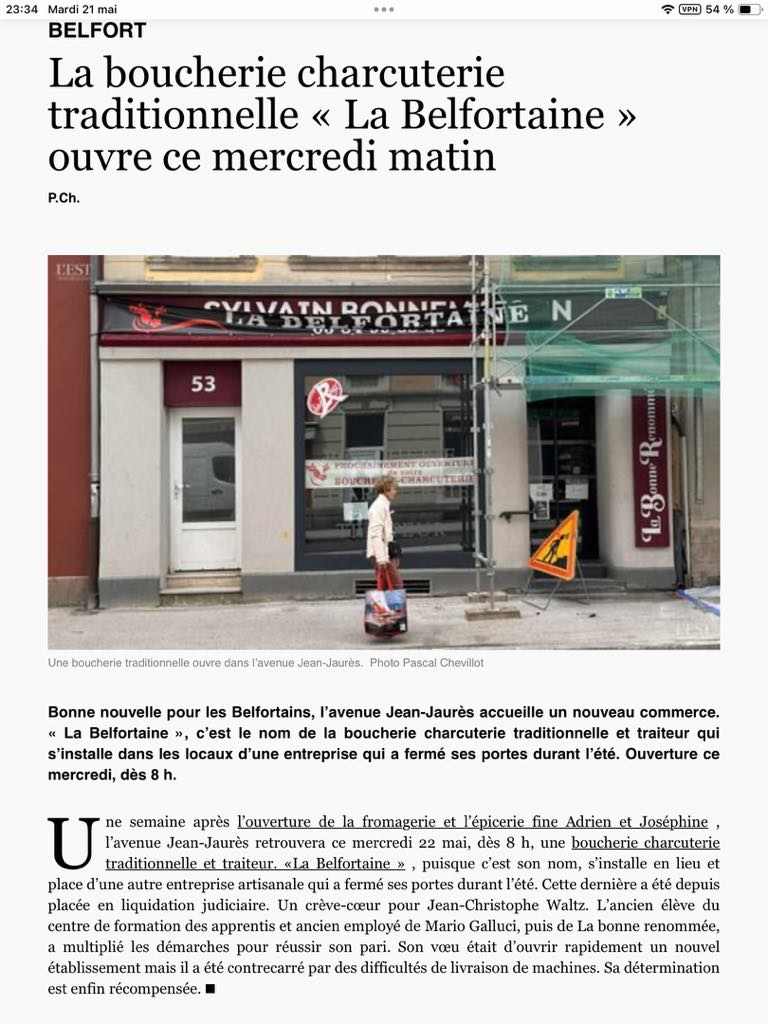 23:34 Mardi 21 mai
VPN 54 %
BELFORT
La boucherie charcuterie
traditionnelle « La Belfortaine »
ouvre ce mercredi matin
P.Ch.
L'EST
SYLVAIN BONNE
LA BELFORTAINE N
53
PROCHAINEMENT OUVERTURE
de votre
BOUCHERIE-CHARCUTERIE
La Bonne Renommée
Une boucherie traditionnelle ouvre dans l'avenue Jean-Jaurès. Photo Pascal Chevillot
Bonne nouvelle pour les Belfortains, l'avenue Jean-Jaurès accueille un nouveau commerce.
« La Belfortaine », c'est le nom de la boucherie charcuterie traditionnelle et traiteur qui
s'installe dans les locaux d'une entreprise qui a fermé ses portes durant l'été. Ouverture ce
mercredi, dès 8 h.
Une semaine après l'ouverture de la fromagerie et l'épicerie fine Adrien et Joséphine ,
l'avenue Jean-Jaurès retrouvera ce mercredi 22 mai, dès 8 h, une boucherie charcuterie
traditionnelle et traiteur. «La Belfortaine » , puisque c'est son nom, s'installe en lieu et
place d'une autre entreprise artisanale qui a fermé ses portes durant l'été. Cette dernière a été depuis
placée en liquidation judiciaire. Un crève-cœur pour Jean-Christophe Waltz. L'ancien élève du
centre de formation des apprentis et ancien employé de Mario Galluci, puis de La bonne renommée,
a multiplié les démarches pour réussir son pari. Son vœu était d'ouvrir rapidement un nouvel
établissement mais il a été contrecarré par des difficultés de livraison de machines. Sa détermination
est enfin récompensée. ■